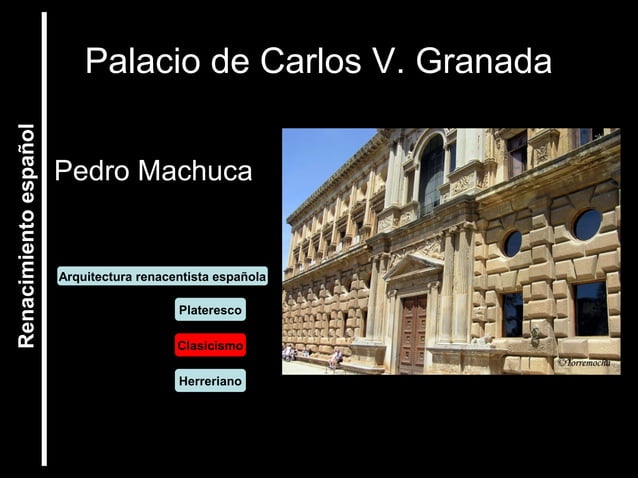 Palacio de Carlos V. Granada
Renacimiento español
Pedro Machuca
Arquitectura renacentista española
Plateresco
Clasicismo
Herreriano
©Torremocha